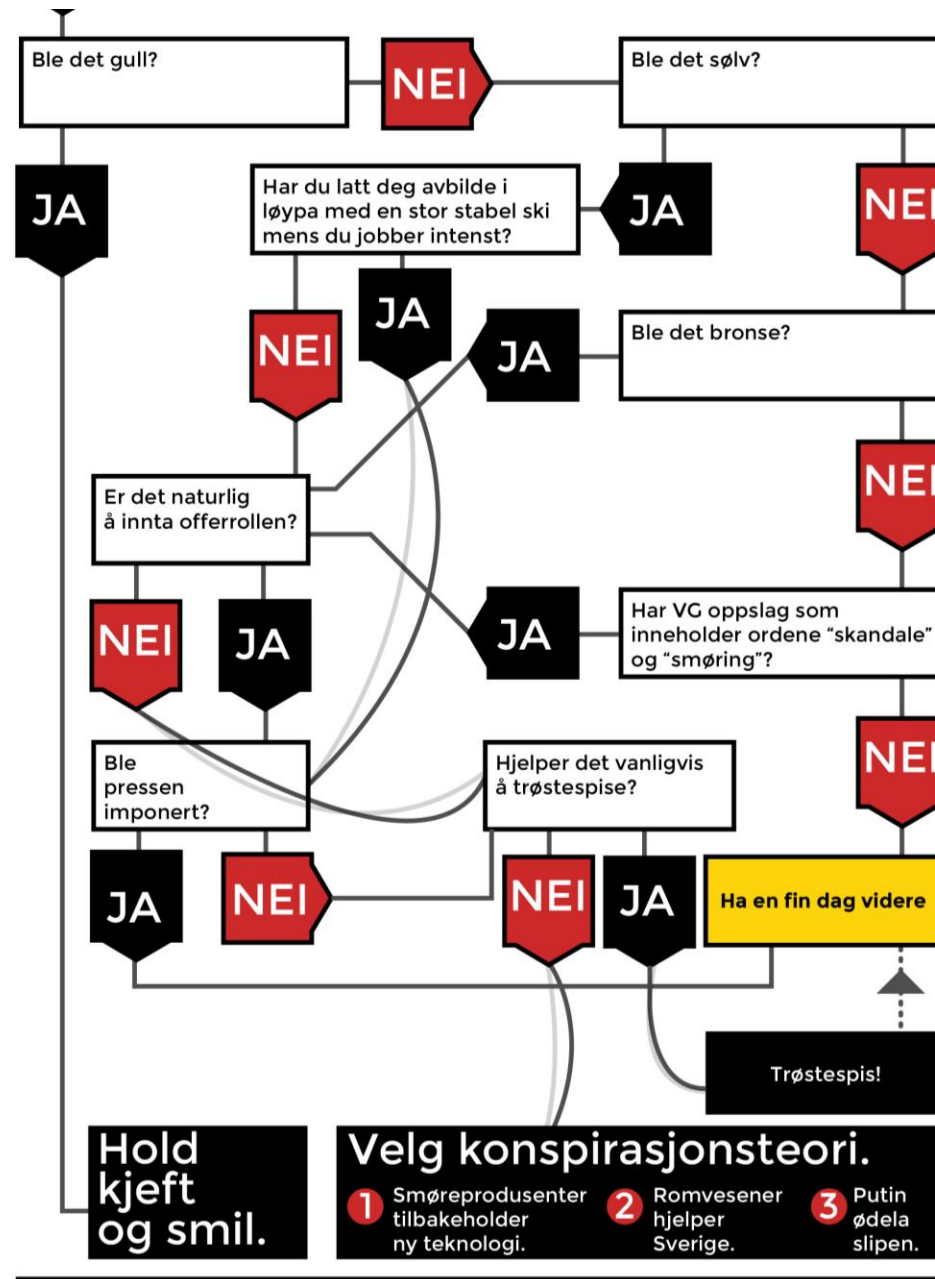 Ble det gull?
NEI
Ble det sølv?
JA
Har du latt deg avbilde i
løypa med en stor stabel ski
mens du jobber intenst?
JA
NEI
NEI
JA
JA
Ble det bronse?
NEI
Er det naturlig
å innta offerrollen?
NEI
JA
JA
Har VG oppslag som
inneholder ordene “skandale”
og “smøring”?
NEI
Ble
pressen
imponert?
Hjelper det vanligvis
å trøstespise?
JA
NEI
NEI
JA
Ha en fin dag videre
Trøstespis!
Hold
kjeft
og smil.
Velg konspirasjonsteori.
1 Smøreprodusenter
tilbakeholder
ny teknologi.
2 Romvesener
hjelper
Sverige.
3 Putin
ødela
slipen.